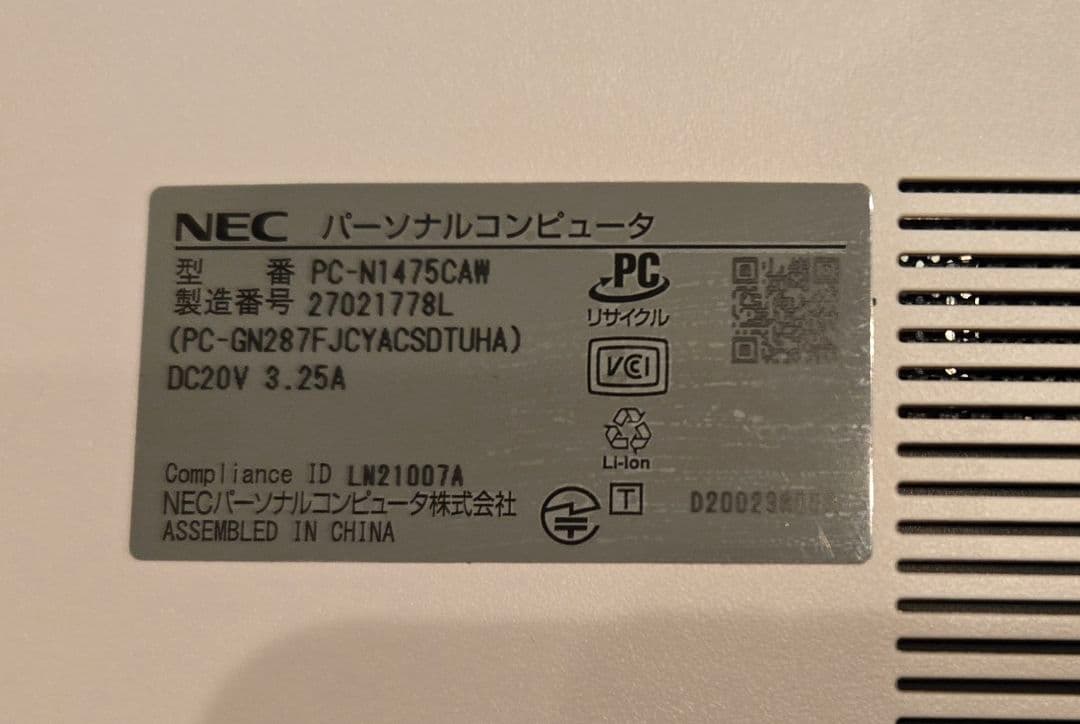 NEC パーソナルコンピュータ
型 番 PC-N1475CAW
製造番号 27021778L
(PC-GN287FJCYACSDTUHA)
DC20V 3.25A
PC
リサイクル
VCCI
Li-ion
Compliance ID LN21007A
NECパーソナルコンピュータ株式会社
ASSEMBLED IN CHINA
T